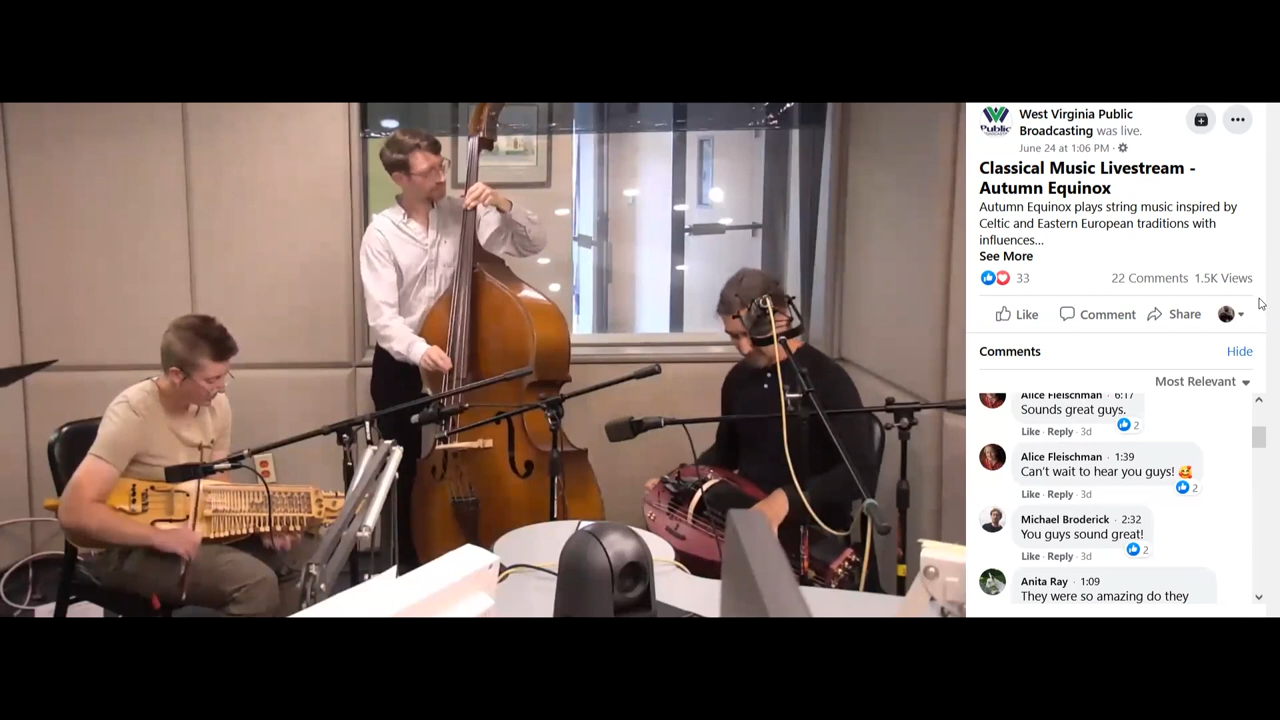 West Virginia Public
Broadcasting was live.
Public
June 24 at 1:06 PM ·
Classical Music Livestream -
Autumn Equinox
Autumn Equinox plays string music inspired by
Celtic and Eastern European traditions with
influences...
See More
33 22 Comments 1.5K Views
Like Comment Share
Comments Hide
Most Relevant
Alice Fleischman · 6:17
Sounds great guys.
2
Like · Reply · 3d
Alice Fleischman · 1:39
Can't wait to hear you guys! 🥰
2
Like · Reply · 3d
Michael Broderick · 2:32
You guys sound great!
2
Like · Reply · 3d
Anita Ray · 1:09
They were so amazing do they